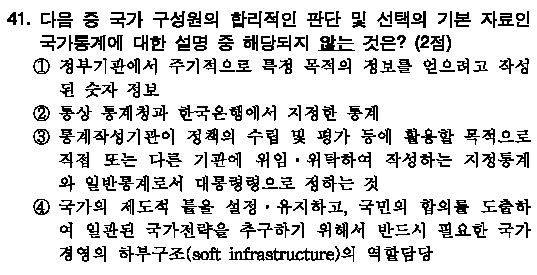 41. 다음 중 국가 구성원의 합리적인 판단 및 선택의 기본 자료인
국가통계에 대한 설명 중 해당되지 않는 것은? (2점)
① 정부기관에서 주기적으로 특정 목적의 정보를 얻으려고 작성
된 숫자 정보
② 통상 통계청과 한국은행에서 지정한 통계
③ 통계작성기관이 정책의 수립 및 평가 등에 활용할 목적으로
직접 또는 다른 기관에 위임·위탁하여 작성하는 지정통계
와 일반통계로서 대통령령으로 정하는 것
④ 국가의 제도적 틀을 설정·유지하고, 국민의 합의를 도출하
여 일관된 국가전략을 추구하기 위해서 반드시 필요한 국가
경영의 하부구조(soft infrastructure)의 역할담당